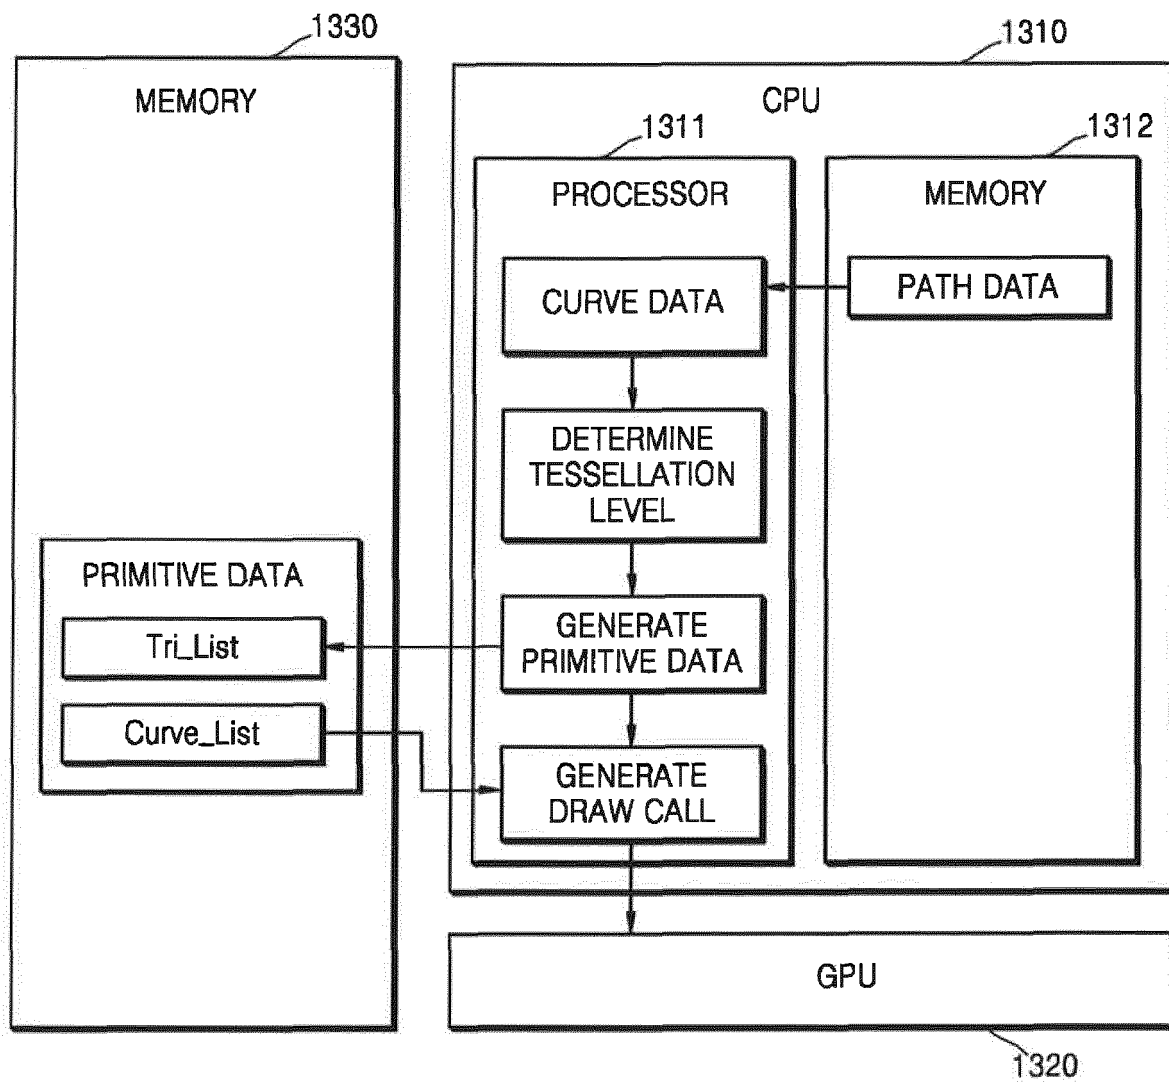 1330
MEMORY
PRIMITIVE DATA
Tri_List
Curve_List
1310
CPU
1311
PROCESSOR
CURVE DATA
DETERMINE
TESSELLATION
LEVEL
GENERATE
PRIMITIVE DATA
GENERATE
DRAW CALL
1312
MEMORY
PATH DATA
GPU
1320